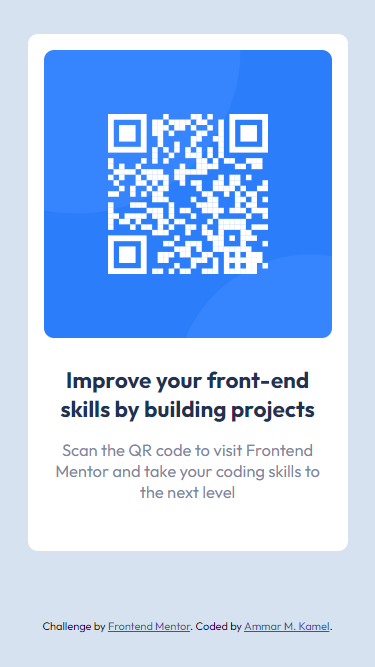 Improve your front-end
skills by building projects
Scan the QR code to visit Frontend
Mentor and take your coding skills to
the next level
Challenge by Frontend Mentor. Coded by Ammar M. Kamel.